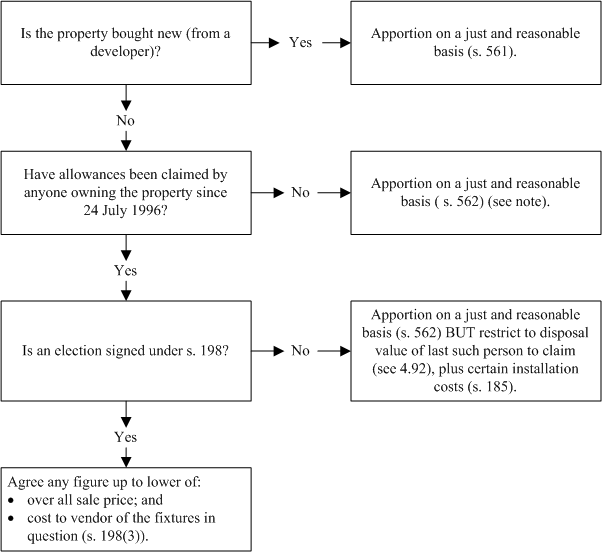 Is the property bought new (from a
developer)?
Yes
Apportion on a just and reasonable
basis (s. 561).
No
Have allowances been claimed by
anyone owning the property since
24 July 1996?
No
Apportion on a just and reasonable
basis ( s. 562) (see note).
Yes
Is an election signed under s. 198?
No
Apportion on a just and reasonable
basis (s. 562) BUT restrict to disposal
value of last such person to claim
(see 4.92), plus certain installation
costs (s. 185).
Yes
Agree any figure up to lower of:
• over all sale price; and
• cost to vendor of the fixtures in
question (s. 198(3)).